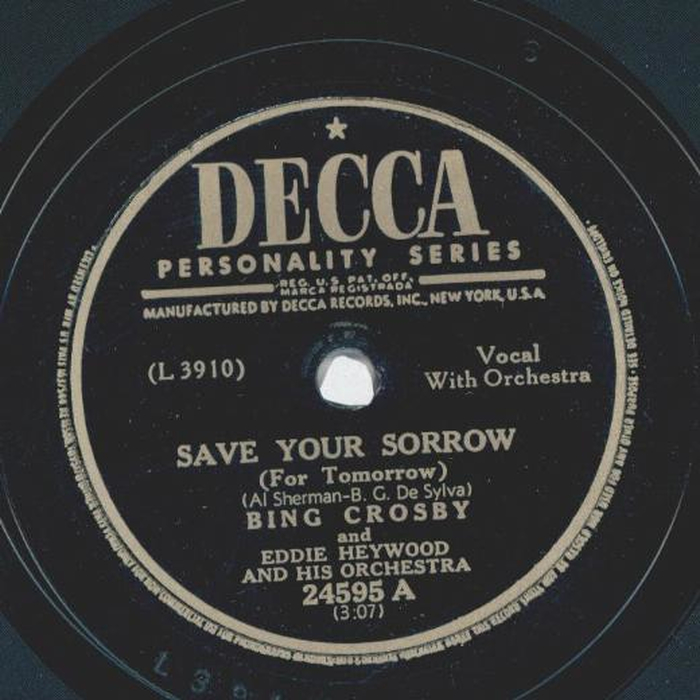 DECCA
PERSONALITY SERIES
REG. U.S. PAT. OFF.
MARCA REGISTRADA
MANUFACTURED BY DECCA RECORDS, INC., NEW YORK, U.S.A.
(L 3910)
Vocal
With Orchestra
SAVE YOUR SORROW
(For Tomorrow)
(Al Sherman-B. G. De Sylva)
BING CROSBY
and
EDDIE HEYWOOD
AND HIS ORCHESTRA
24595 A
(3:07)